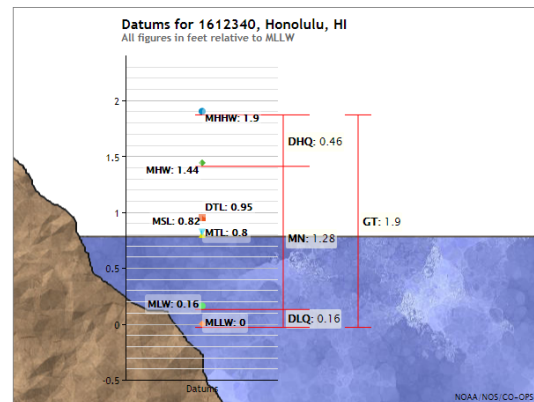 Datums for 1612340, Honolulu, HI
All figures in feet relative to MLLW
2
MHHW: 1.9
DHQ: 0.46
1.5
MHW: 1.44
DTL: 0.95
1
MSL: 0.82
GT: 1.9
MTL: 0.8
MN: 1.28
0.5
MLW: 0.16
DLQ: 0.16
0
MLLW: 0
-0.5
Datums
NOAA/NOS/CO-OPS